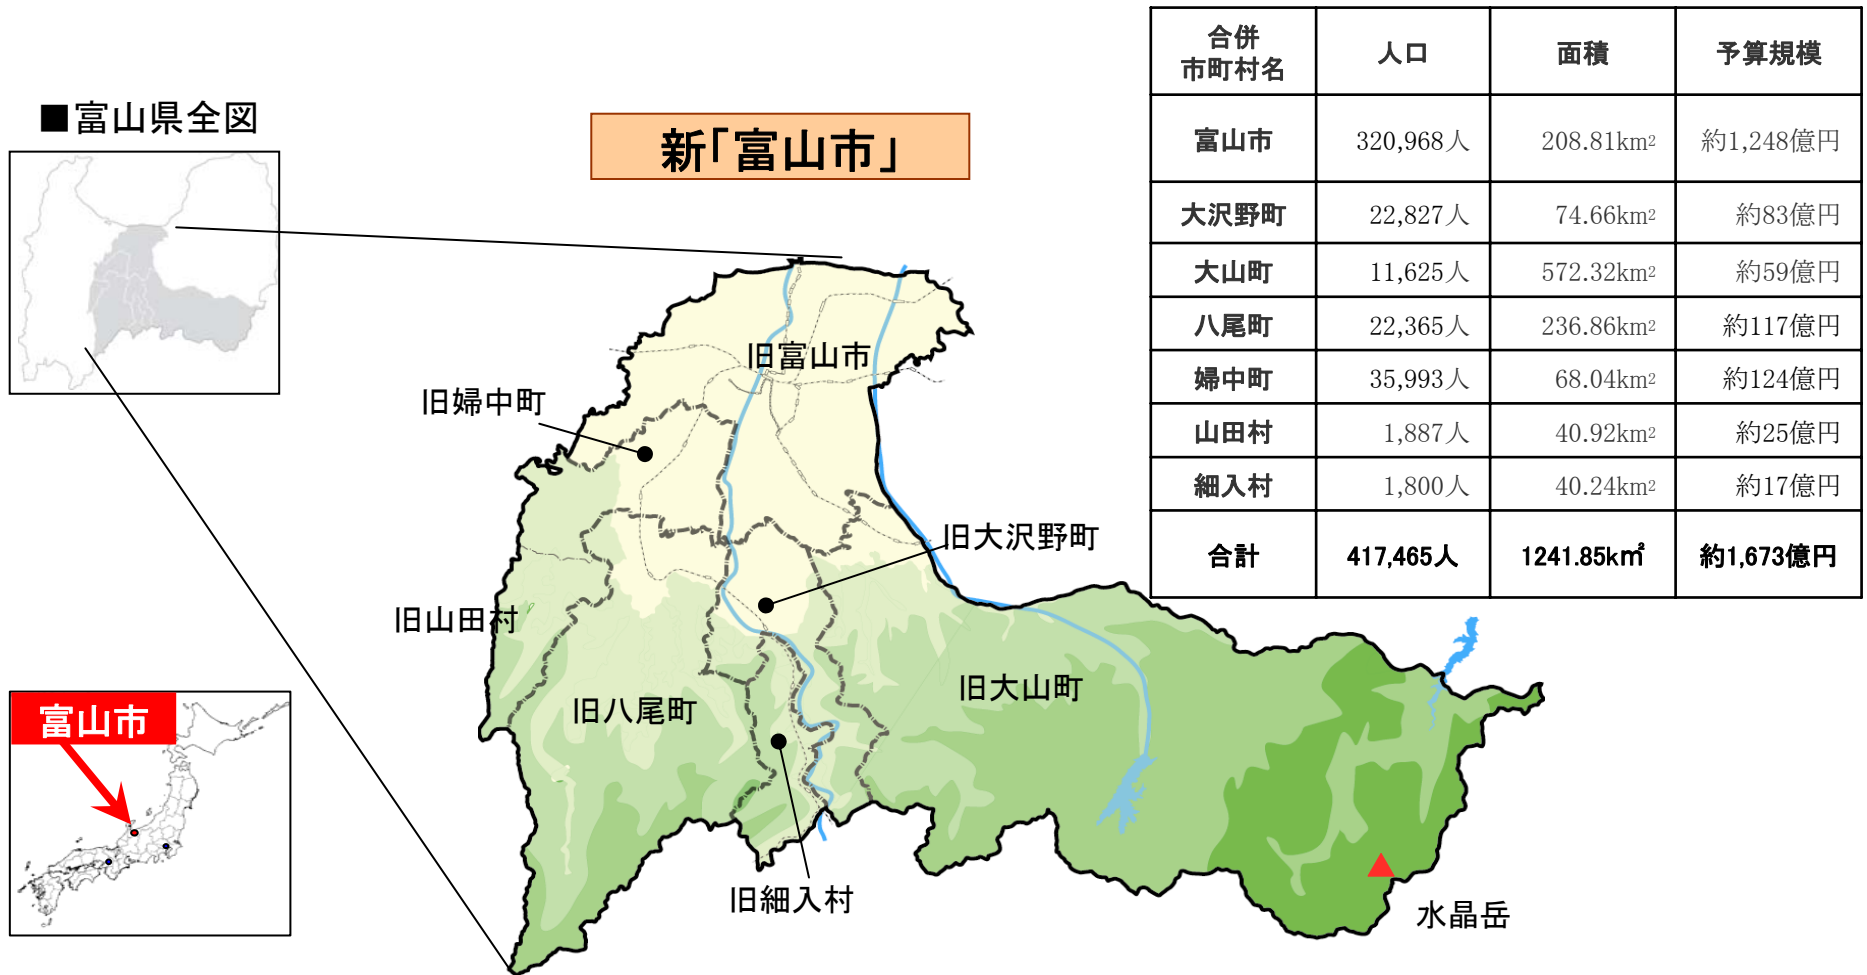 ■富山県全図
新「富山市」
合併
市町村名 人口 面積 予算規模
富山市 320,968人 208.81km² 約1,248億円
大沢野町 22,827人 74.66km² 約83億円
大山町 11,625人 572.32km² 約59億円
八尾町 22,365人 236.86km² 約117億円
婦中町 35,993人 68.04km² 約124億円
山田村 1,887人 40.92km² 約25億円
細入村 1,800人 40.24km² 約17億円
合計 417,465人 1241.85k㎡ 約1,673億円
旧富山市
旧婦中町
旧大沢野町
旧山田村
旧大山町
旧八尾町
旧細入村
水晶岳
富山市